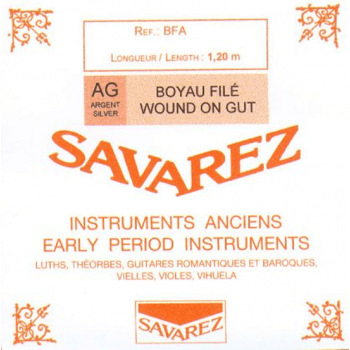 REF.: BFA
LONGUEUR / LENGTH : 1,20 m
AG
ARGENT
SILVER
BOYAU FILÉ
WOUND ON GUT
SAVAREZ
INSTRUMENTS ANCIENS
EARLY PERIOD INSTRUMENTS
LUTHS, THÉORBES, GUITARES ROMANTIQUES ET BAROQUES,
VIELLES, VIOLES, VIHUELA
SAVAREZ